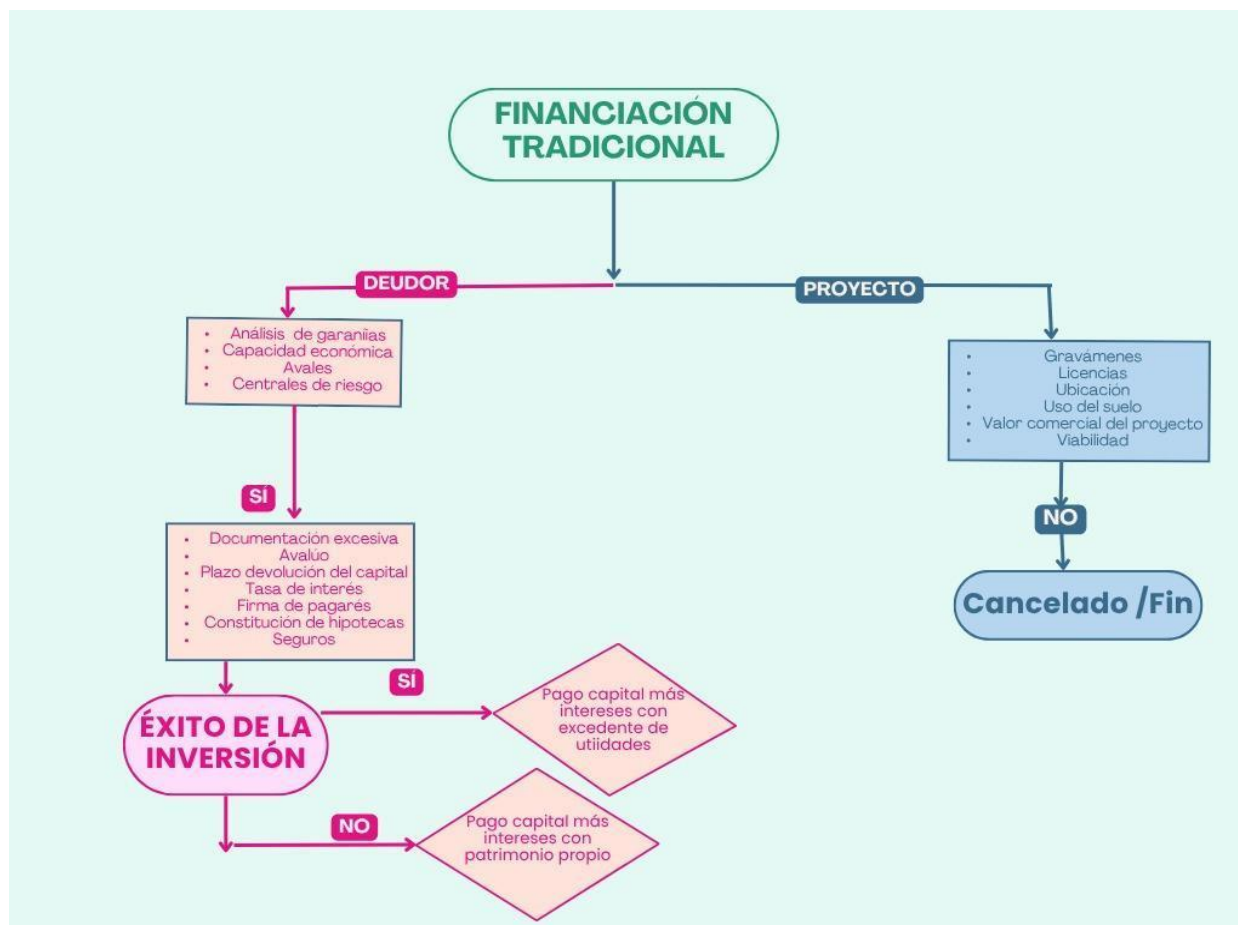 FINANCIACIÓN
TRADICIONAL
DEUDOR
PROYECTO
• Análisis de garaniías
• Capacidad económica
• Avales
• Centrales de riesgo
• Gravámenes
• Licencias
• Ubicación
• Uso del suelo
• Valor comercial del proyecto
• Viabilidad
SÍ
NO
• Documentación excesiva
• Avalúo
• Plazo devolución del capital
• Tasa de interés
• Firma de pagarés
• Constitución de hipotecas
• Seguros
Cancelado /Fin
SÍ
ÉXITO DE LA
INVERSIÓN
Pago capital más
intereses con
excedente de
utiidades
NO
Pago capital más
intereses con
patrimonio propio